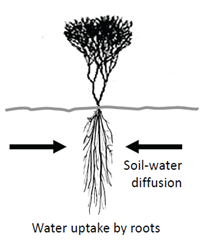 Soil-water
diffusion
Water uptake by roots